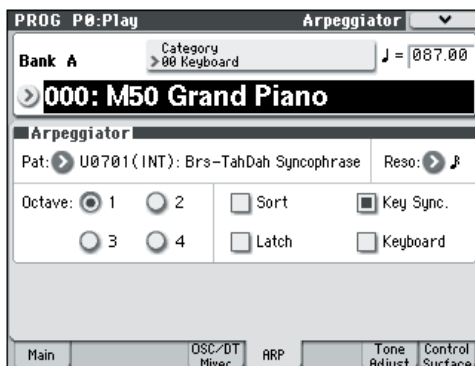 PROG P0:Play Arpeggiator
Bank A Category ♩ = 087.00
>00 Keyboard
000: M50 Grand Piano
Arpeggiator
Pat: U0701(INT): Brs-TahDah Syncophrase Reso:
Octave: 1 2 Sort Key Sync.
3 4 Latch Keyboard
Main OSC/DT Mixer ARP Tone Adjust Control Surface